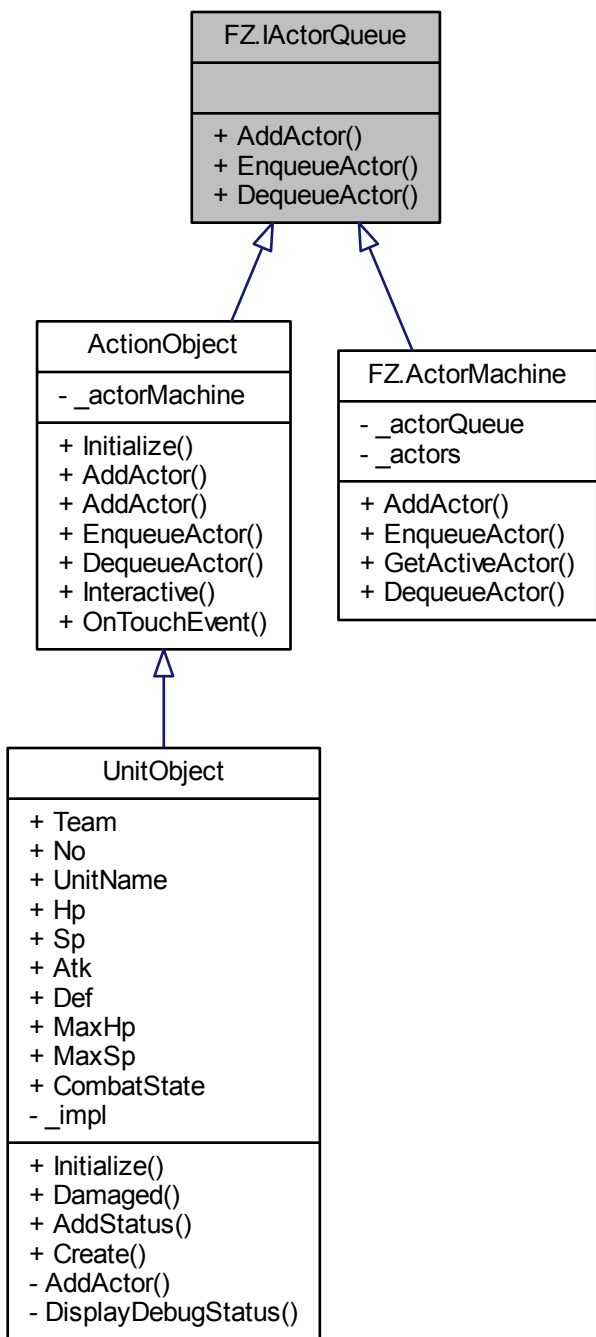 FZ.IActorQueue
+ AddActor()
+ EnqueueActor()
+ DequeueActor()
ActionObject
- _actorMachine
+ Initialize()
+ AddActor()
+ AddActor()
+ EnqueueActor()
+ DequeueActor()
+ Interactive()
+ OnTouchEvent()
FZ.ActorMachine
- _actorQueue
- _actors
+ AddActor()
+ EnqueueActor()
+ GetActiveActor()
+ DequeueActor()
UnitObject
+ Team
+ No
+ UnitName
+ Hp
+ Sp
+ Atk
+ Def
+ MaxHp
+ MaxSp
+ CombatState
- _impl
+ Initialize()
+ Damaged()
+ AddStatus()
+ Create()
- AddActor()
- DisplayDebugStatus()